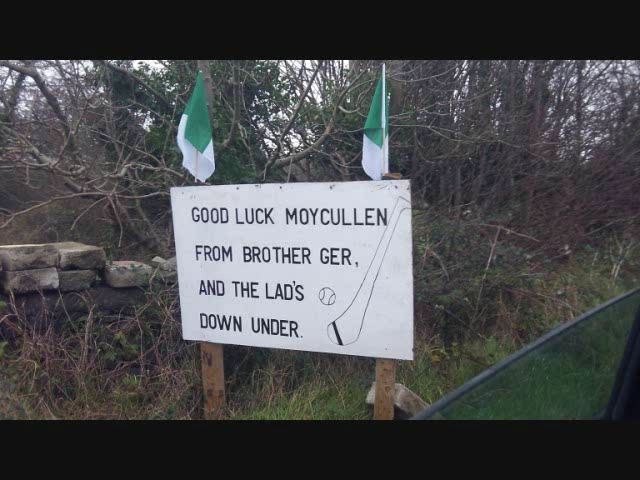 GOOD LUCK MOYCULLEN
FROM BROTHER GER,
AND THE LAD'S
DOWN UNDER.